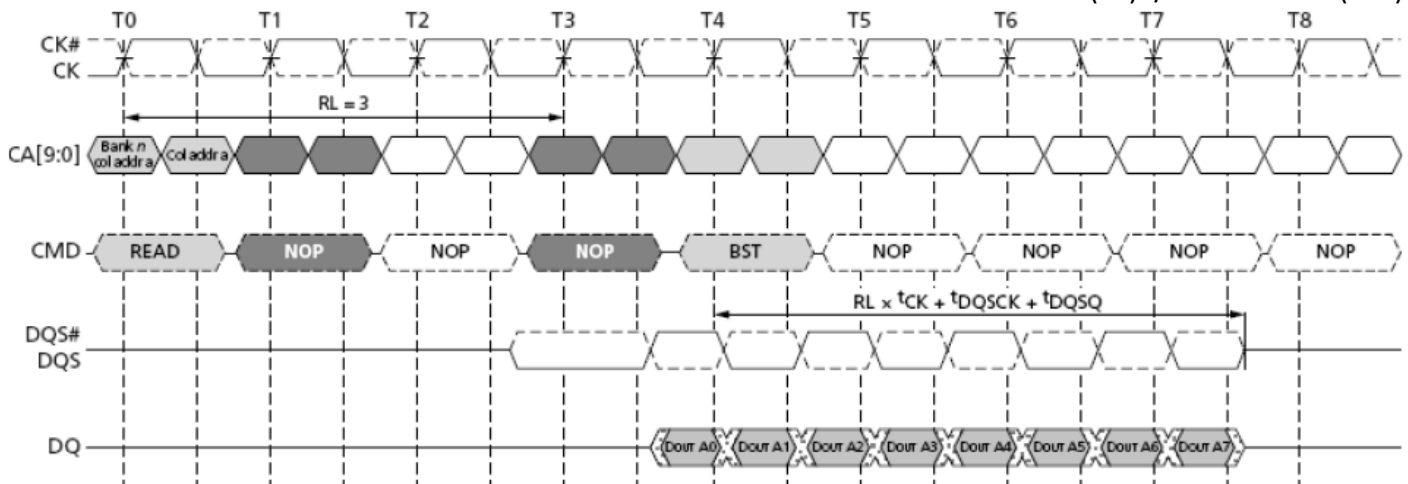 T0 T1 T2 T3 T4 T5 T6 T7 T8
CK#
CK
RL = 3
CA[9:0] Bank n col addr a Col addr a
CMD READ NOP NOP NOP BST NOP NOP NOP NOP
RL × tCK + tDQSCK + tDQSQ
DQS#
DQS
DQ DOUT A0 DOUT A1 DOUT A2 DOUT A3 DOUT A4 DOUT A5 DOUT A6 DOUT A7